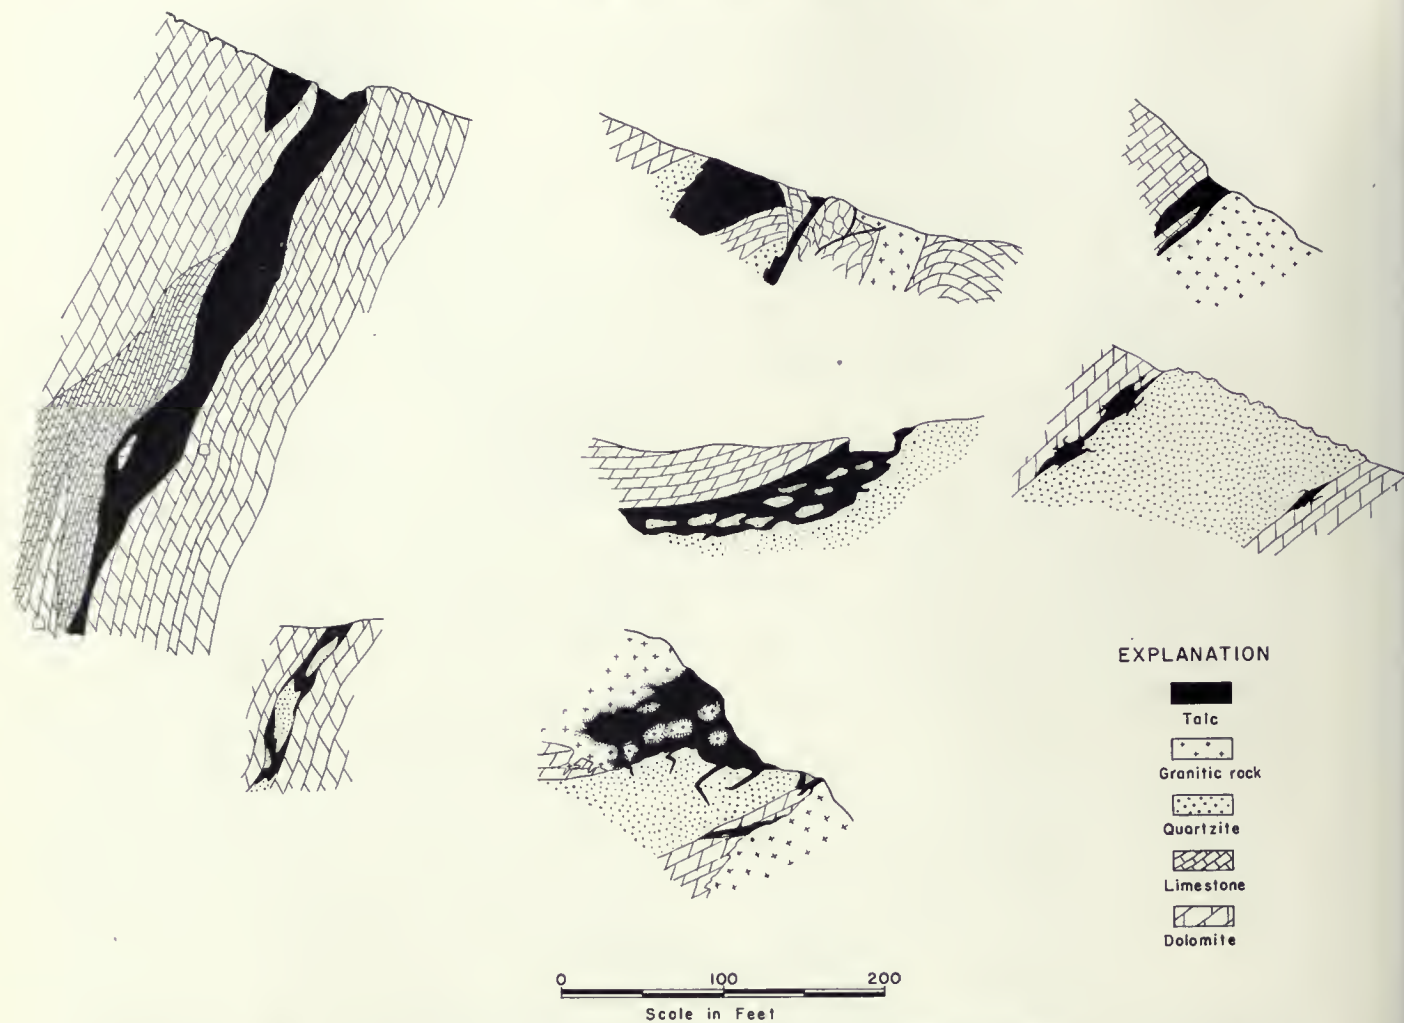 EXPLANATION
Talc
Granitic rock
Quartzite
Limestone
Dolomite
0 100 200
Scale in Feet